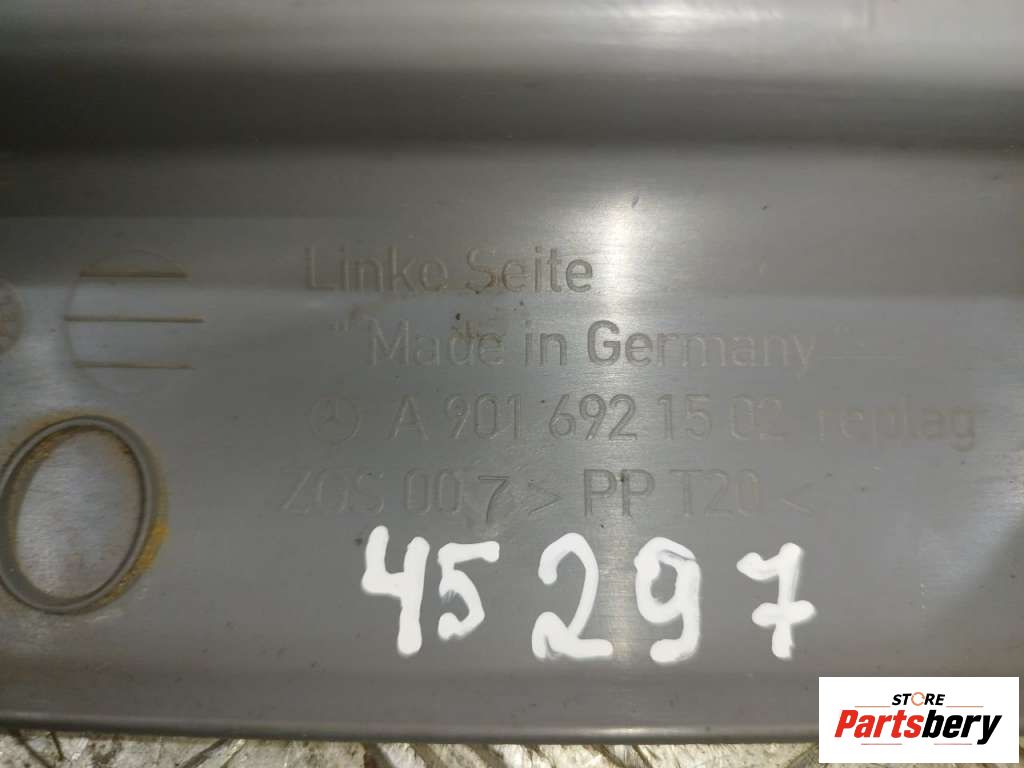 Linke Seite
"Made in Germany"
A 901 692 15 02 replag
ZGS 007 >PP T20<
45297
STORE
Partsbery